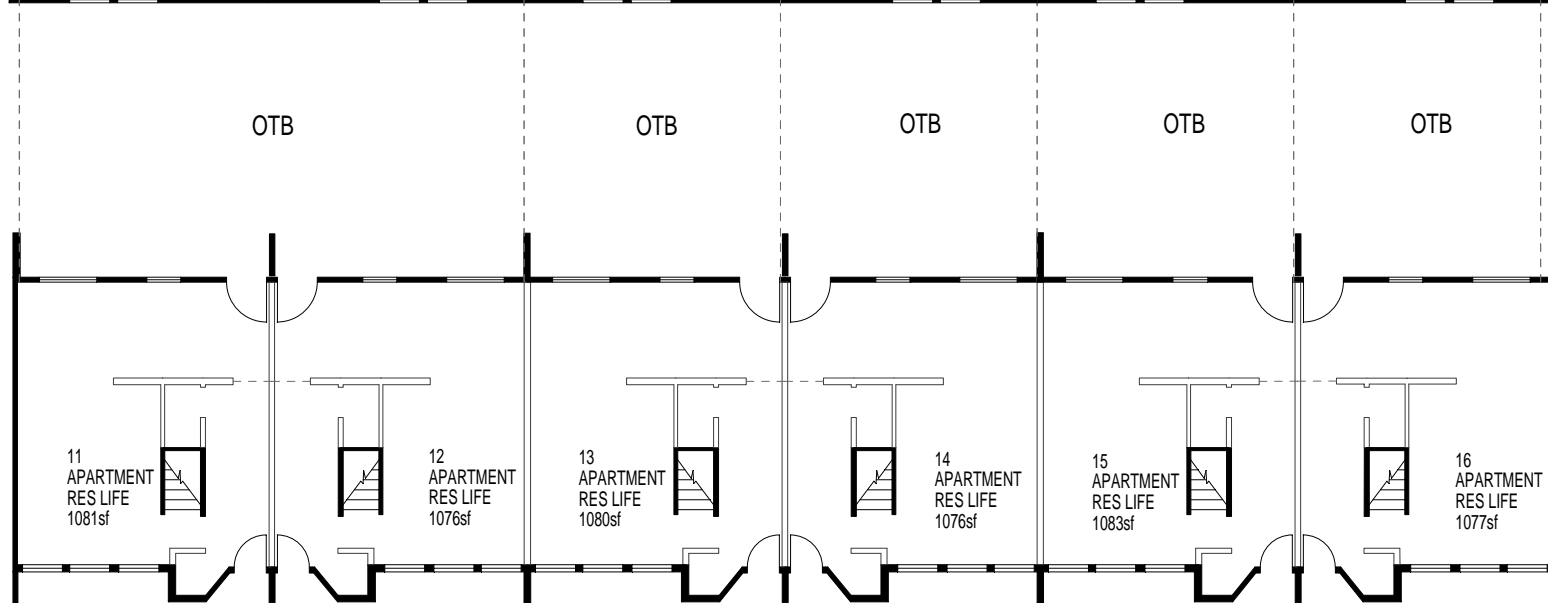 OTB
OTB
OTB
OTB
OTB
11
APARTMENT
RES LIFE
1081sf
12
APARTMENT
RES LIFE
1076sf
13
APARTMENT
RES LIFE
1080sf
14
APARTMENT
RES LIFE
1076sf
15
APARTMENT
RES LIFE
1083sf
16
APARTMENT
RES LIFE
1077sf